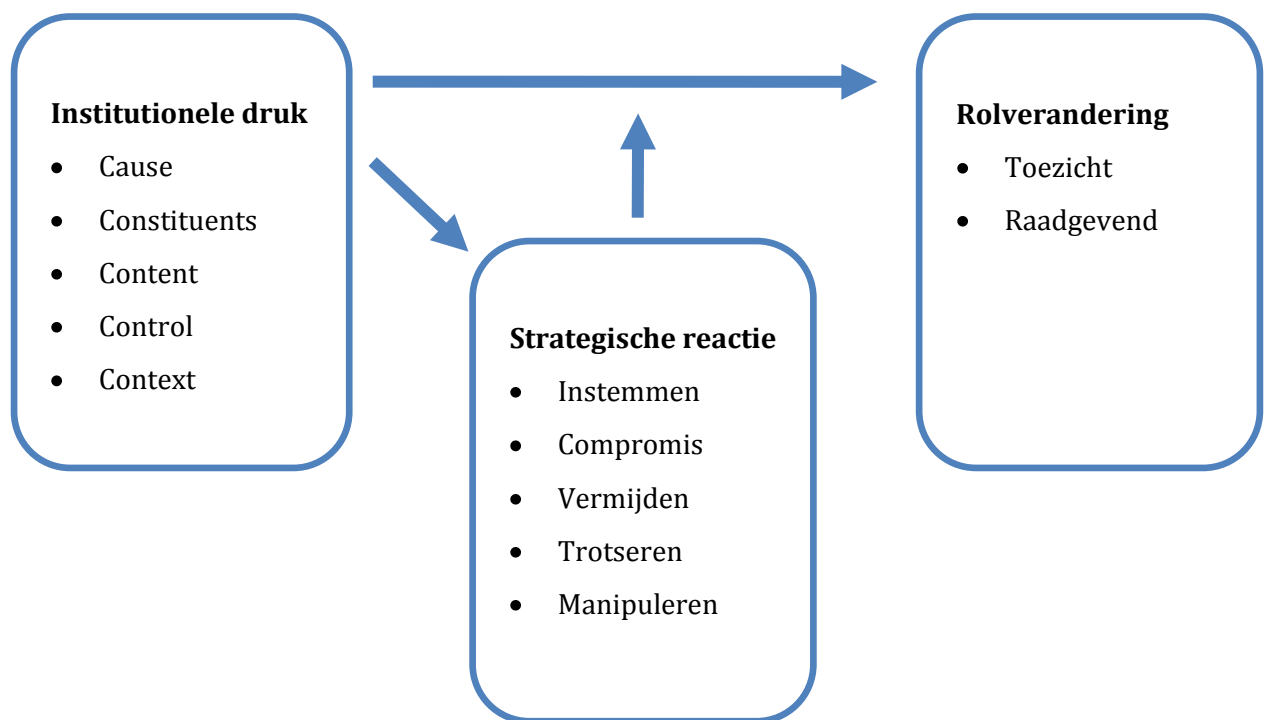 Institutionele druk
• Cause
• Constituents
• Content
• Control
• Context
Strategische reactie
• Instemmen
• Compromis
• Vermijden
• Trotseren
• Manipuleren
Rolverandering
• Toezicht
• Raadgevend